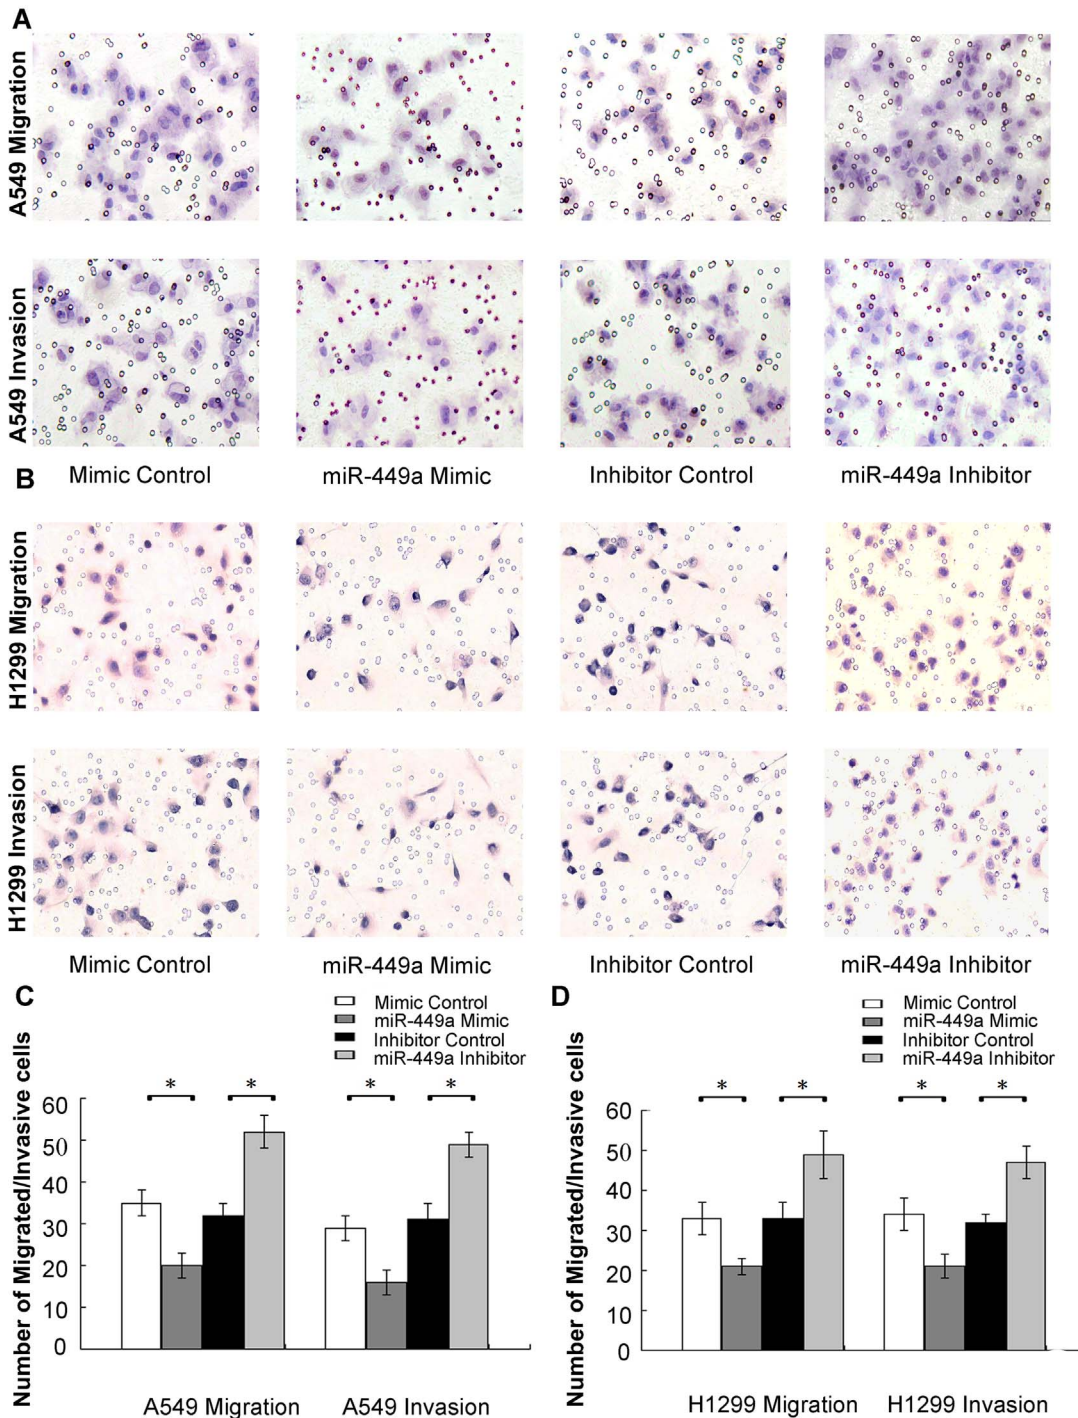 A
A549 Migration
A549 Invasion
Mimic Control
miR-449a Mimic
Inhibitor Control
miR-449a Inhibitor
B
H1299 Migration
H1299 Invasion
Mimic Control
miR-449a Mimic
Inhibitor Control
miR-449a Inhibitor
C
Mimic Control
miR-449a Mimic
Inhibitor Control
miR-449a Inhibitor
Number of Migrated/Invasive cells
* * * *
60
50
40
30
20
10
0
A549 Migration A549 Invasion
D
Mimic Control
miR-449a Mimic
Inhibitor Control
miR-449a Inhibitor
Number of Migrated/Invasive cells
* * * *
60
50
40
30
20
10
0
H1299 Migration H1299 Invasion